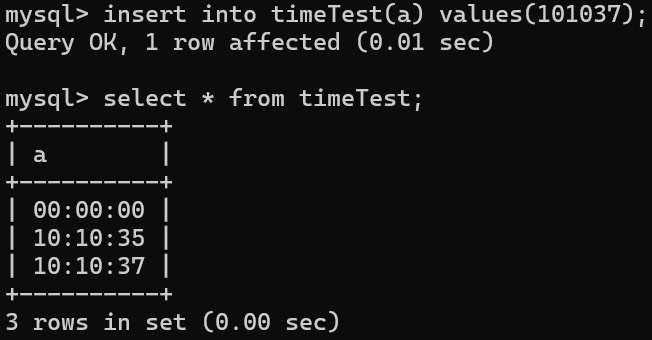 mysql> insert into timeTest(a) values(101037);
Query OK, 1 row affected (0.01 sec)
mysql> select * from timeTest;
+----------+
| a        |
+----------+
| 00:00:00 |
| 10:10:35 |
| 10:10:37 |
+----------+
3 rows in set (0.00 sec)